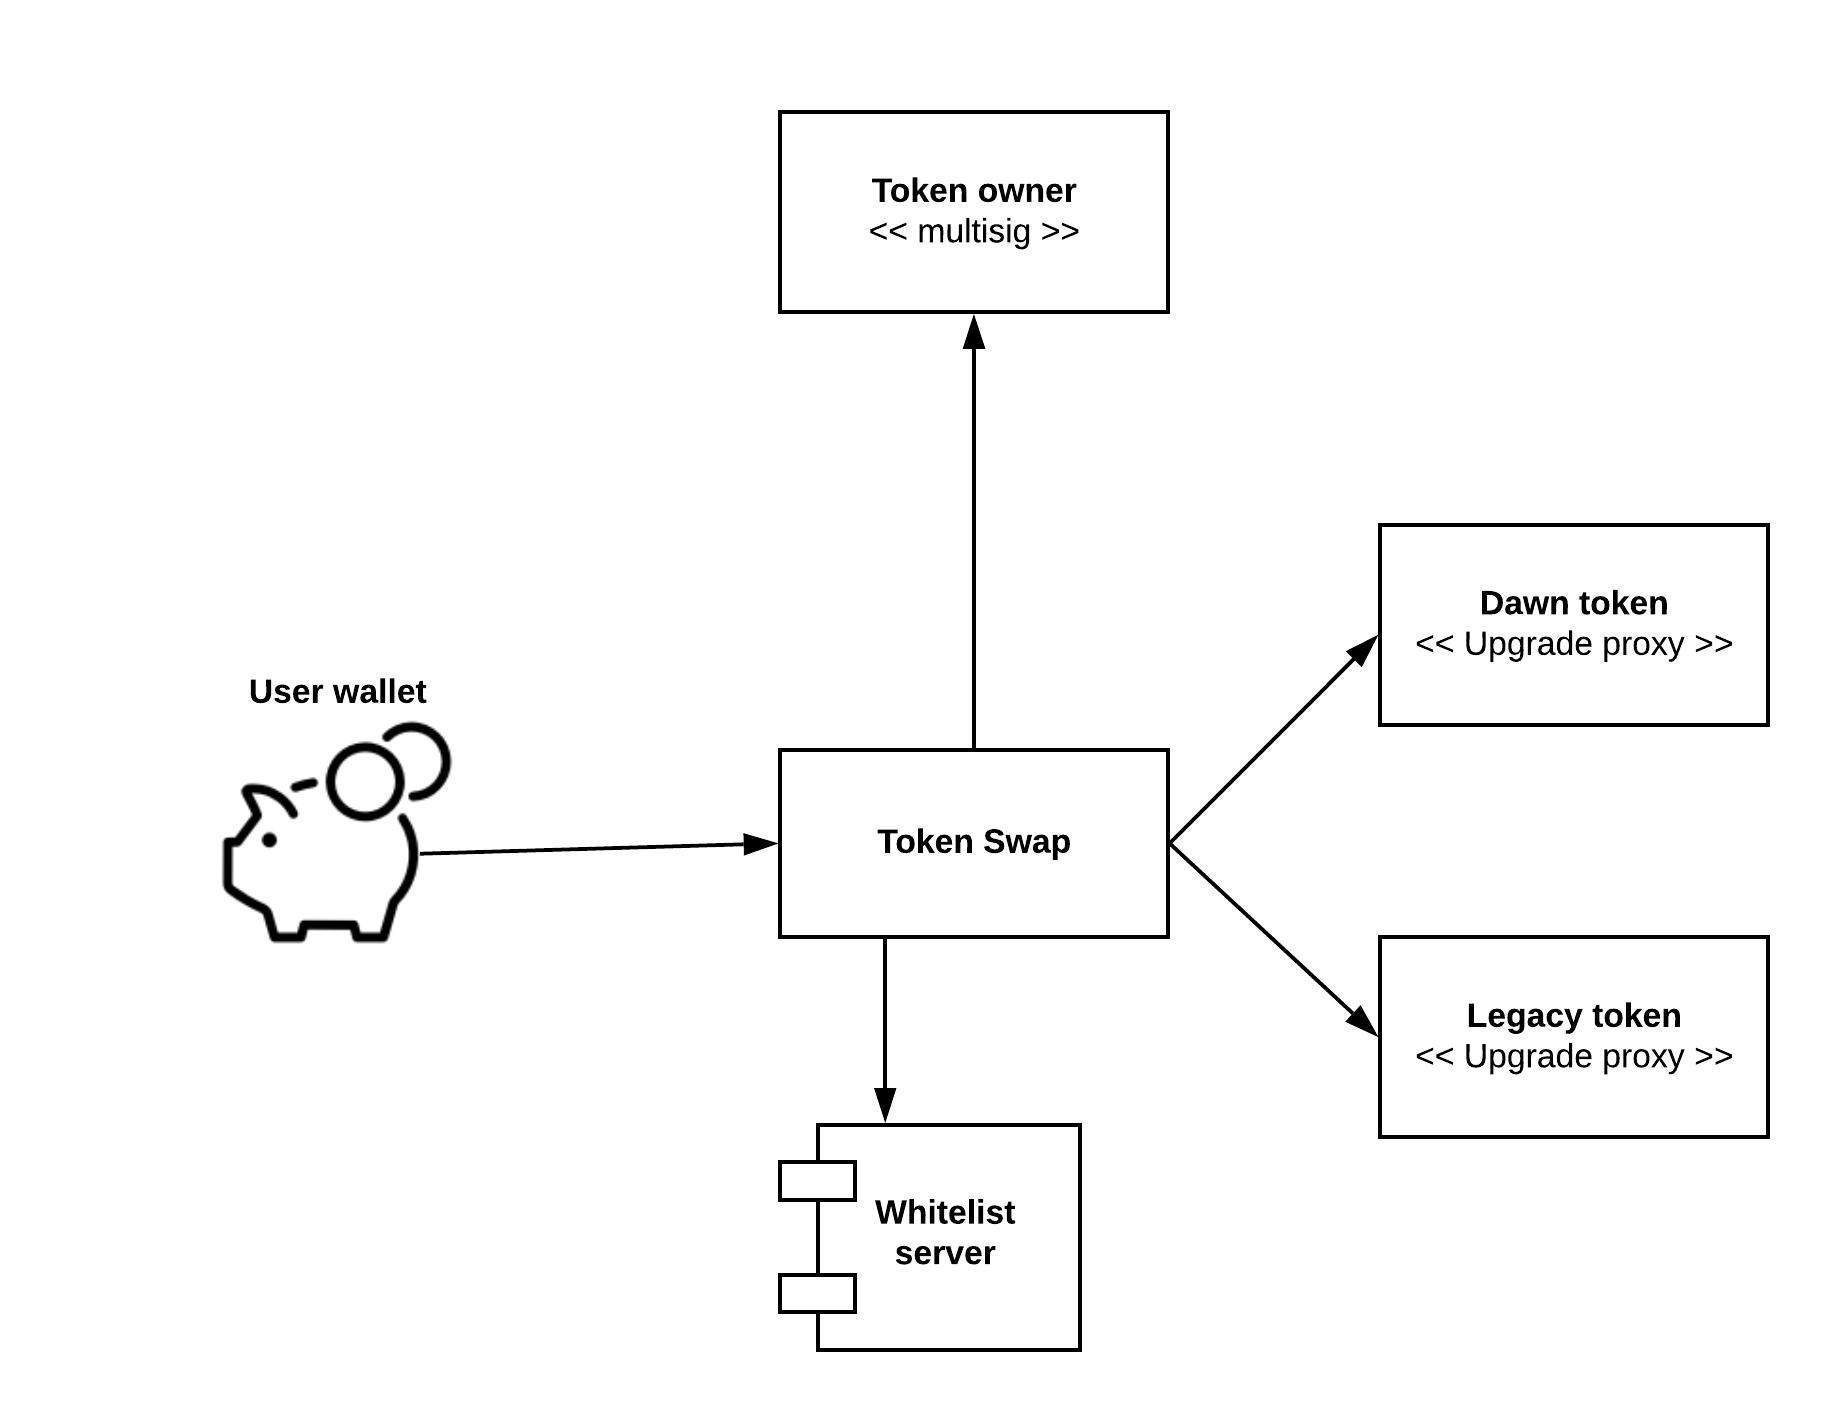 Token owner
<< multisig >>
Dawn token
<< Upgrade proxy >>
User wallet
Token Swap
Legacy token
<< Upgrade proxy >>
Whitelist
server